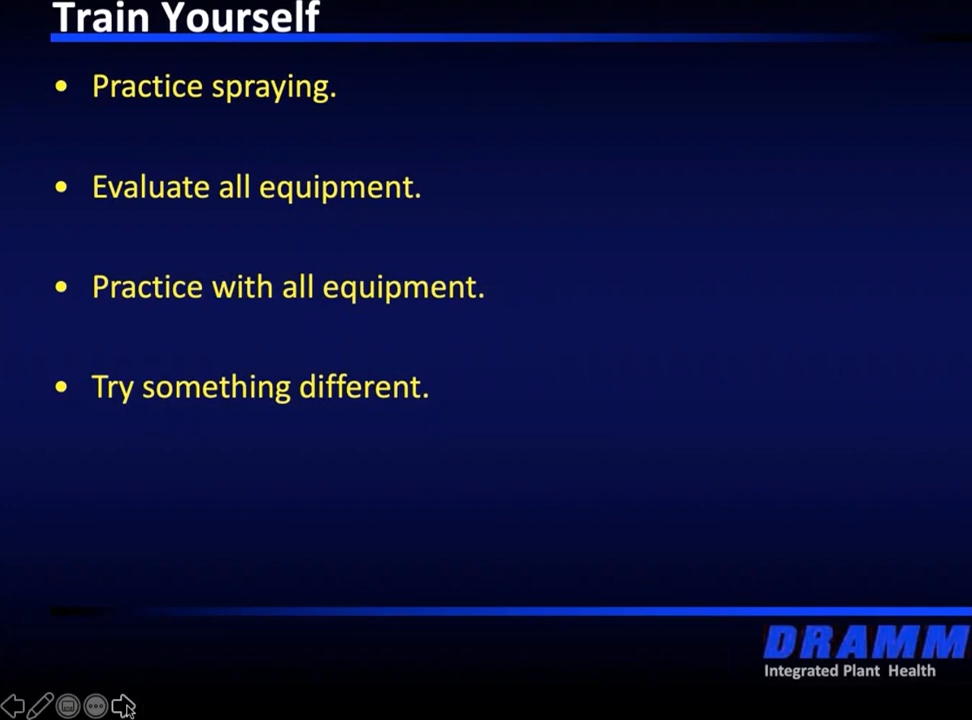 Train Yourself
• Practice spraying.
• Evaluate all equipment.
• Practice with all equipment.
• Try something different.
DRAMM
Integrated Plant Health